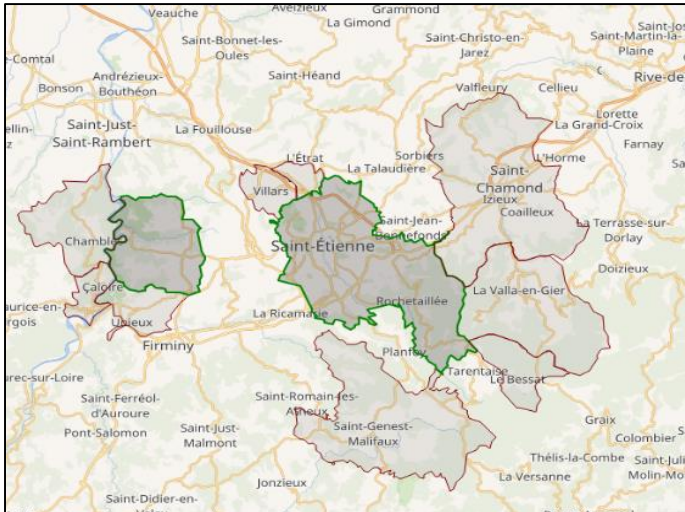 Veauche
Aveizieux
Grammond
La Gimond
Saint-Bonnet-les-
Oules
Saint-Christo-en-
Jarez
Saint-Martin-la-
Plaine
e-Comtal
Andrézieux-
Bouthéon
Saint-Héand
Bonson
Valfleury
Cellieu
Rive-de-
Saint-Just-
Saint-Rambert
La Fouillouse
Lorette
La Grand-Croix
Farnay
L'Étrat
Sorbiers
L'Horme
La Talaudière
Villars
Saint-
Chamond
Izieux
Coailleux
Saint-Jean-
Bonnefonds
La Terrasse-sur-
Dorlay
Chambles
Saint-Étienne
Doizieux
Çaloire
La Valla-en-Gier
Rochetaillée
La Ricamarie
Unieux
Firminy
Planfoy
Tarentaise
Le Bessat
Saint-Ferréol-
d'Auroure
Saint-Romain-les-
Atheux
Graix
Pont-Salomon
Saint-Just-
Malmont
Saint-Genest-
Malifaux
Colombier
Thélis-la-Combe
Saint-Juli
Molin-Mo
La Versanne
Jonzieux
Saint-Didier-en-